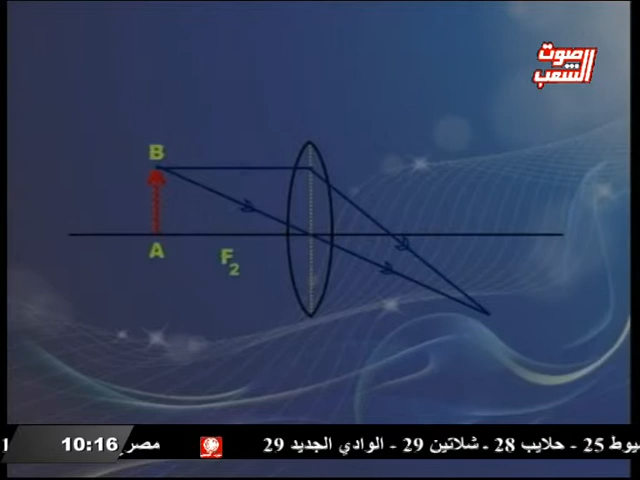 صوت
الشعب
B
A
F2
10:16 مصر يوط 25 - حلايب 28 - شلاتين 29 - الوادي الجديد 29